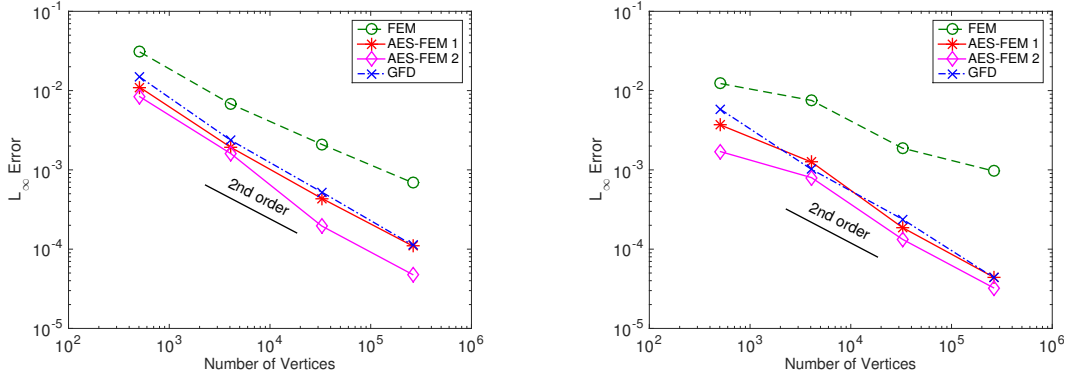 10^-1
10^-2
10^-3
10^-4
10^-5
L∞ Error
10^2
10^3
10^4
10^5
10^6
Number of Vertices
2nd order
FEM
AES-FEM 1
AES-FEM 2
GFD
10^-1
10^-2
10^-3
10^-4
10^-5
L∞ Error
10^2
10^3
10^4
10^5
10^6
Number of Vertices
2nd order
FEM
AES-FEM 1
AES-FEM 2
GFD